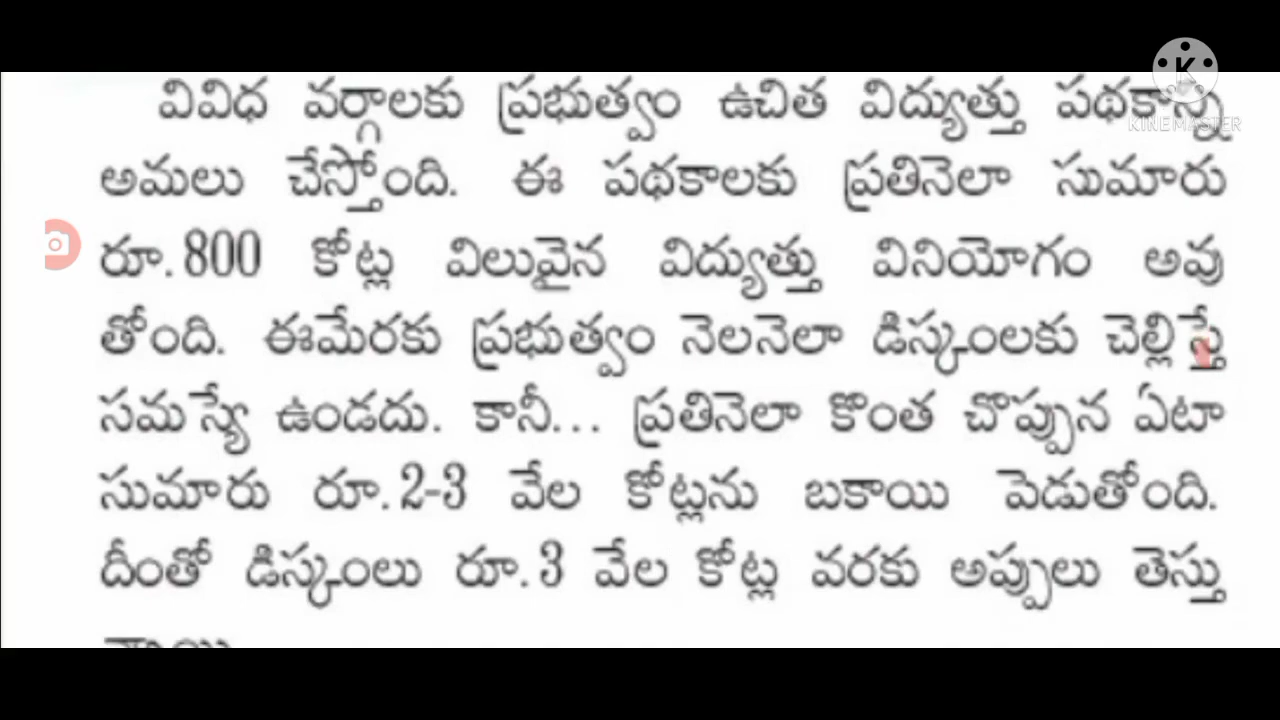 వివిధ వర్గాలకు ప్రభుత్వం ఉచిత విద్యుత్తు పథకాన్ని
అమలు చేస్తోంది. ఈ పథకాలకు ప్రతినెలా సుమారు
రూ.800 కోట్ల విలువైన విద్యుత్తు వినియోగం అవు
తోంది. ఈమేరకు ప్రభుత్వం నెలనెలా డిస్కంలకు చెల్లిస్తే
సమస్యే ఉండదు. కానీ... ప్రతినెలా కొంత చొప్పున ఏటా
సుమారు రూ.2-3 వేల కోట్లను బకాయి పెడుతోంది.
దీంతో డిస్కంలు రూ.3 వేల కోట్ల వరకు అప్పులు తెస్తు
KINEMASTER